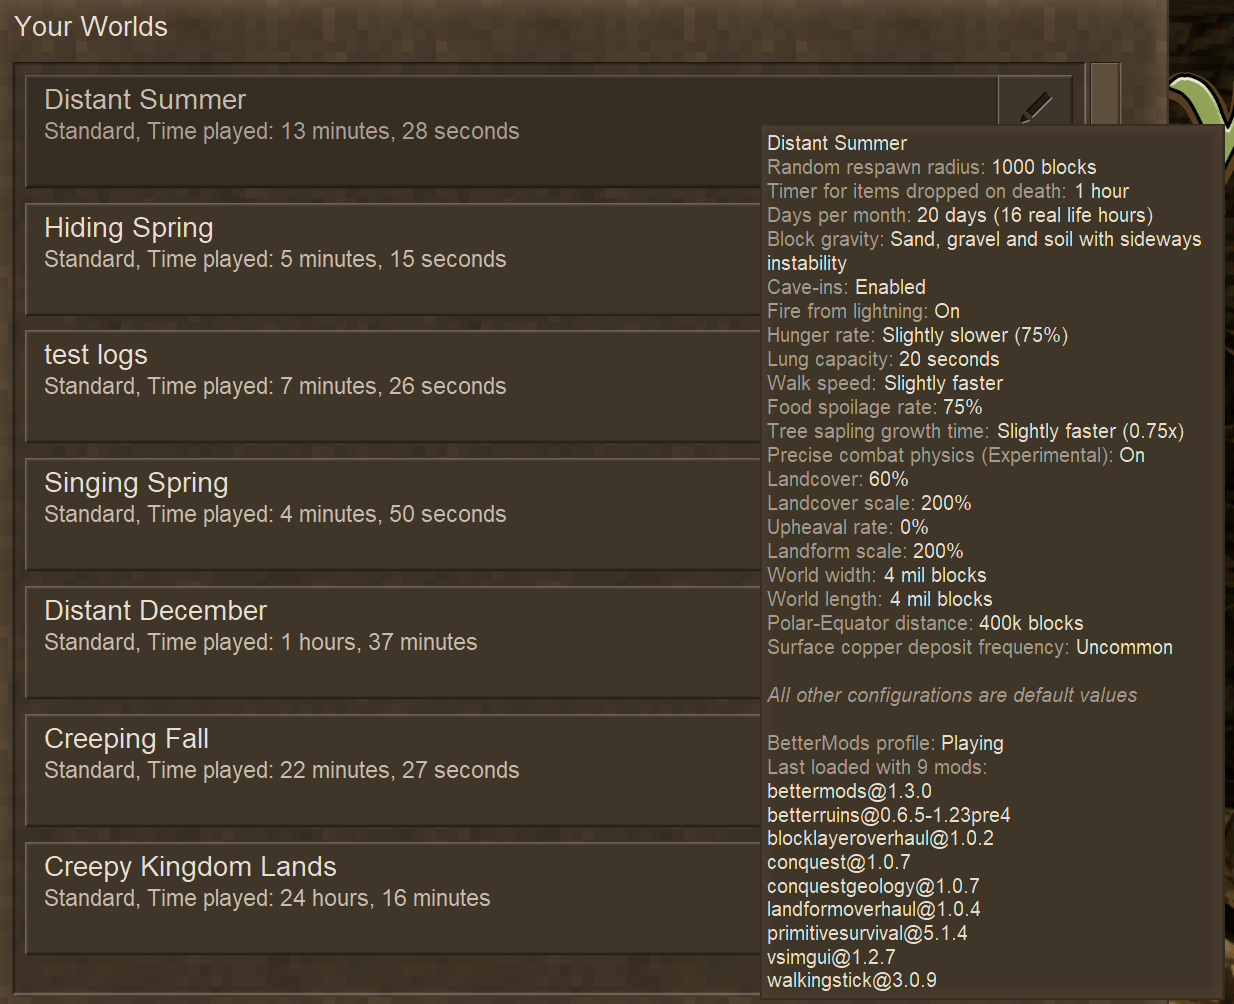 Your Worlds
Distant Summer
Standard, Time played: 13 minutes, 28 seconds
Hiding Spring
Standard, Time played: 5 minutes, 15 seconds
test logs
Standard, Time played: 7 minutes, 26 seconds
Singing Spring
Standard, Time played: 4 minutes, 50 seconds
Distant December
Standard, Time played: 1 hours, 37 minutes
Creeping Fall
Standard, Time played: 22 minutes, 27 seconds
Creepy Kingdom Lands
Standard, Time played: 24 hours, 16 minutes
Distant Summer
Random respawn radius: 1000 blocks
Timer for items dropped on death: 1 hour
Days per month: 20 days (16 real life hours)
Block gravity: Sand, gravel and soil with sideways
instability
Cave-ins: Enabled
Fire from lightning: On
Hunger rate: Slightly slower (75%)
Lung capacity: 20 seconds
Walk speed: Slightly faster
Food spoilage rate: 75%
Tree sapling growth time: Slightly faster (0.75x)
Precise combat physics (Experimental): On
Landcover: 60%
Landcover scale: 200%
Upheaval rate: 0%
Landform scale: 200%
World width: 4 mil blocks
World length: 4 mil blocks
Polar-Equator distance: 400k blocks
Surface copper deposit frequency: Uncommon
All other configurations are default values
BetterMods profile: Playing
Last loaded with 9 mods:
bettermods@1.3.0
betterruins@0.6.5-1.23pre4
blocklayeroverhaul@1.0.2
conquest@1.0.7
conquestgeology@1.0.7
landformoverhaul@1.0.4
primitivesurvival@5.1.4
vsimgui@1.2.7
walkingstick@3.0.9